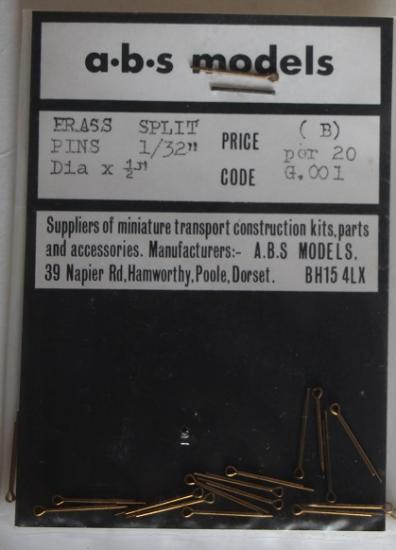 a·b·s models
BRASS SPLIT
PINS 1/32"
Dia x ½"
PRICE (B)
per 20
CODE G.001
Suppliers of miniature transport construction kits, parts
and accessories. Manufacturers:- A.B.S MODELS.
39 Napier Rd, Hamworthy, Poole, Dorset. BH15 4LX